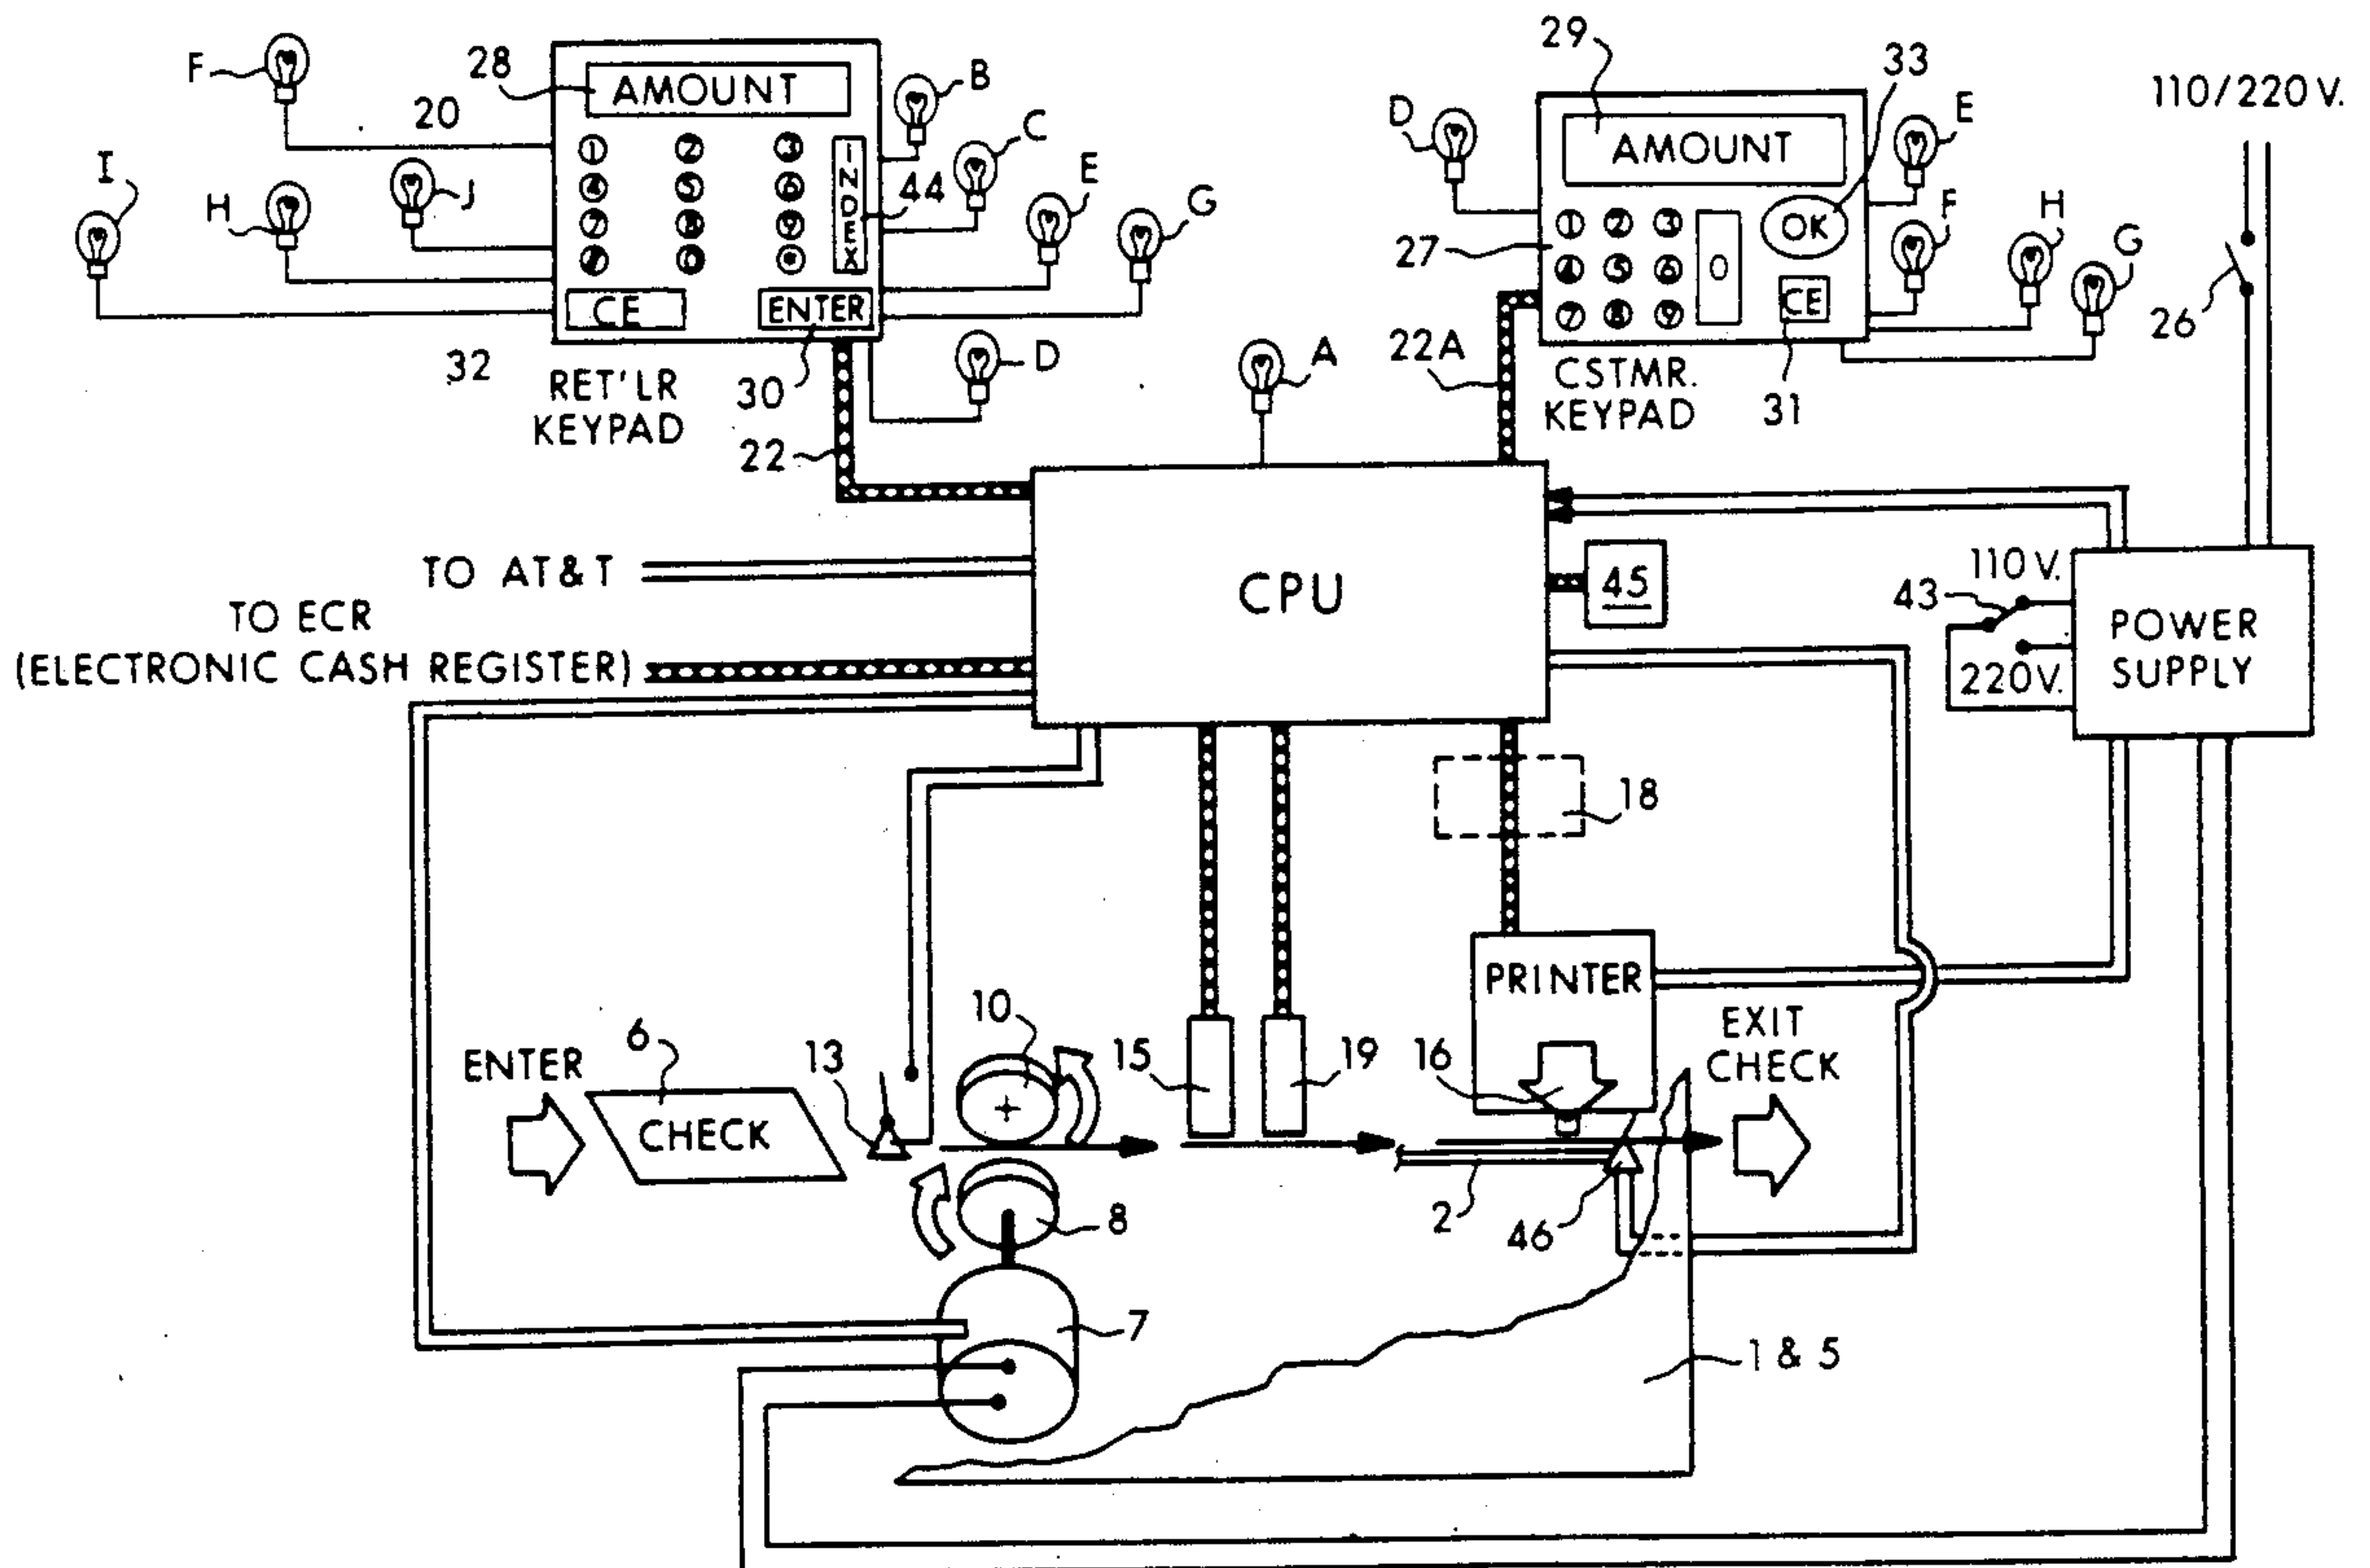 F
28
AMOUNT
B
20
C
I
H
J
1 2 3
4 5 6
7 8 9
0
INDEX
44
E
G
CE
ENTER
32
RET'LR
KEYPAD
30
D
22
A
29
33
110/220 V.
D
AMOUNT
E
27
1 2 3
4 5 6
7 8 9
0
OK
CE
F
H
G
26
22A
CSTMR.
KEYPAD
31
TO AT&T
CPU
45
TO ECR
(ELECTRONIC CASH REGISTER)
110 V.
43
220V.
POWER
SUPPLY
18
PRINTER
ENTER
6
CHECK
13
10
15
19
16
EXIT
CHECK
8
2
46
7
1 & 5